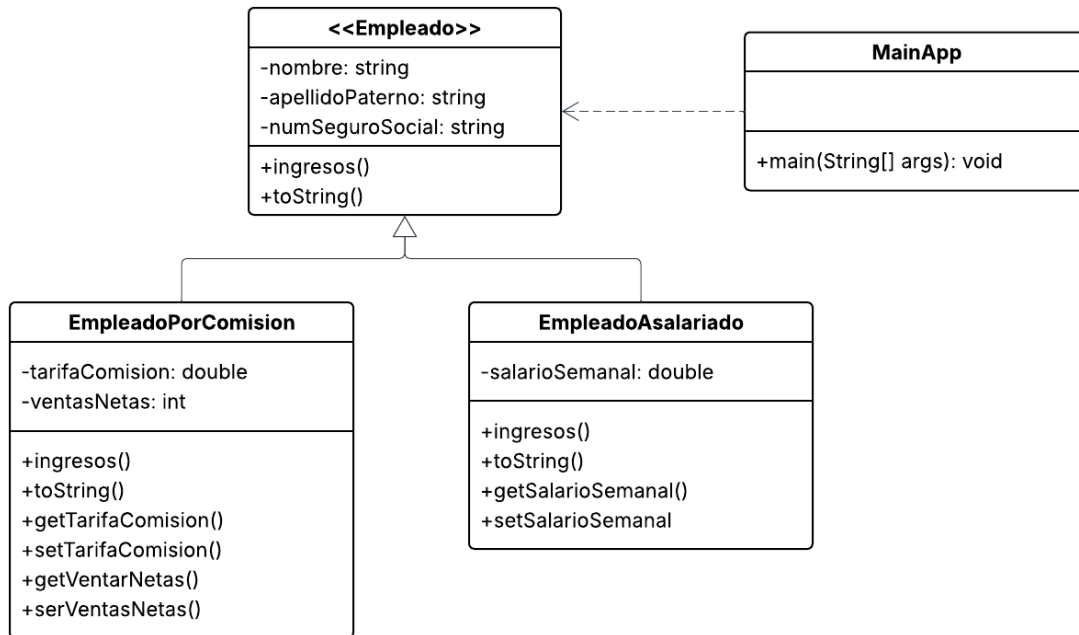 <<Empleado>>
-nombre: string
-apellidoPaterno: string
-numSeguroSocial: string
+ingresos()
+toString()
MainApp
+main(String[] args): void
EmpleadoPorComision
-tarifaComision: double
-ventasNetas: int
+ingresos()
+toString()
+getTarifaComision()
+setTarifaComision()
+getVentarNetas()
+serVentasNetas()
EmpleadoAsalariado
-salarioSemanal: double
+ingresos()
+toString()
+getSalarioSemanal()
+setSalarioSemanal